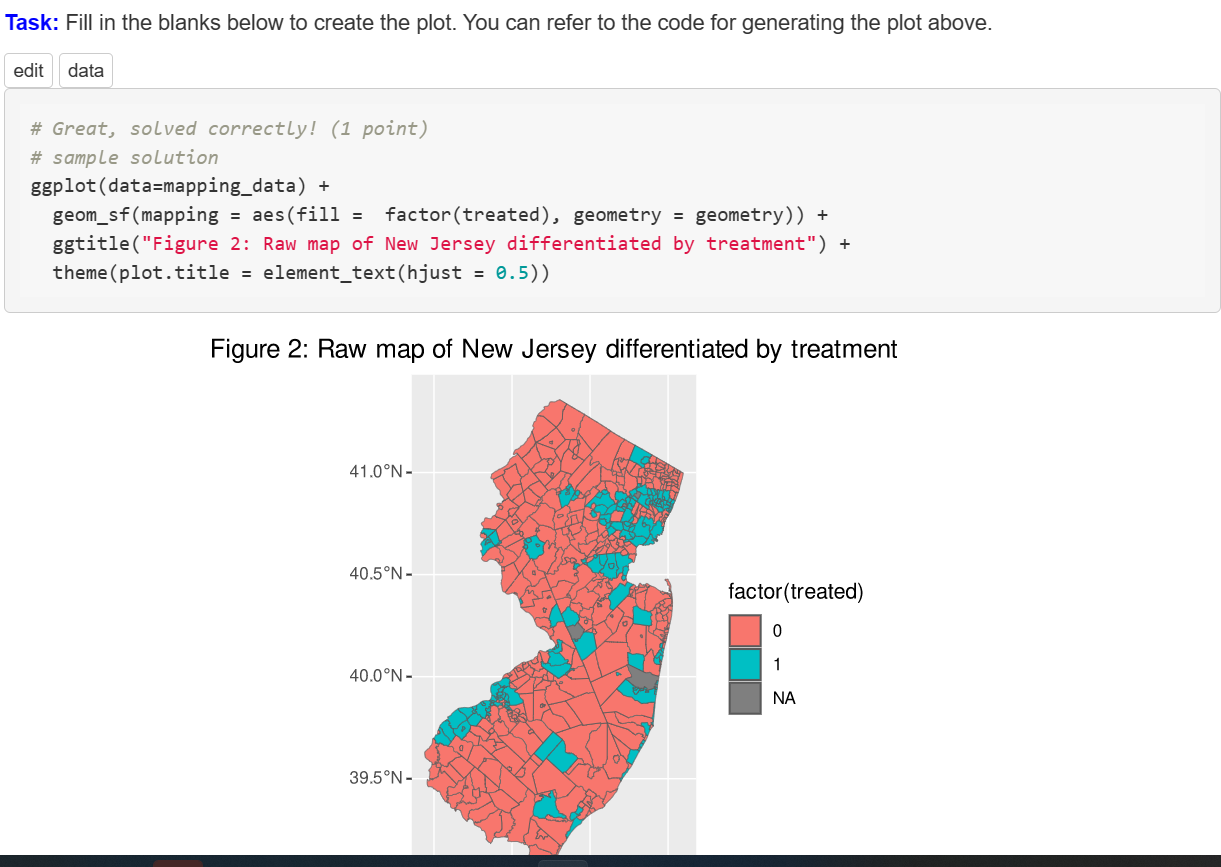 Task: Fill in the blanks below to create the plot. You can refer to the code for generating the plot above.
edit data
# Great, solved correctly! (1 point)
# sample solution
ggplot(data=mapping_data) +
  geom_sf(mapping = aes(fill =  factor(treated), geometry = geometry)) +
  ggtitle("Figure 2: Raw map of New Jersey differentiated by treatment") +
  theme(plot.title = element_text(hjust = 0.5))
Figure 2: Raw map of New Jersey differentiated by treatment
41.0°N
40.5°N
40.0°N
39.5°N
factor(treated)
0
1
NA